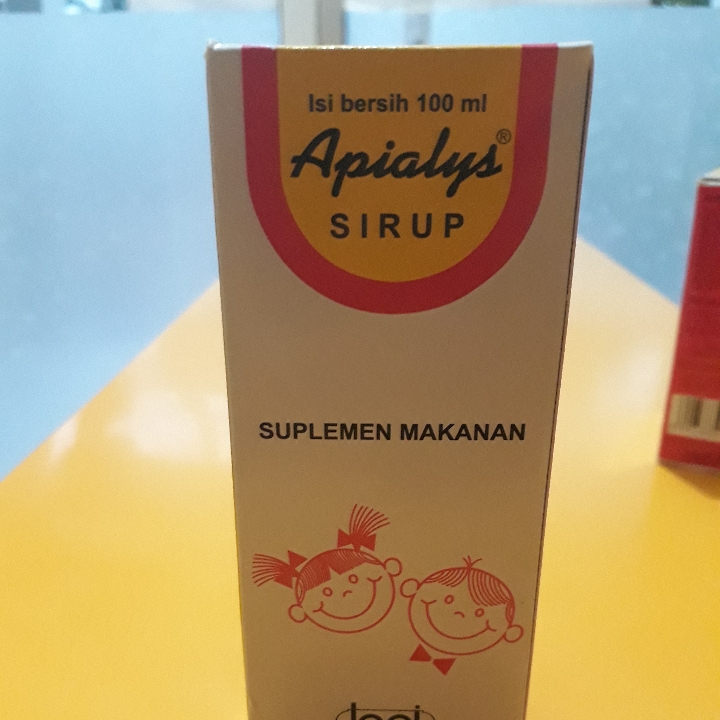 Isi bersih 100 ml
Apialys®
SIRUP
SUPLEMEN MAKANAN